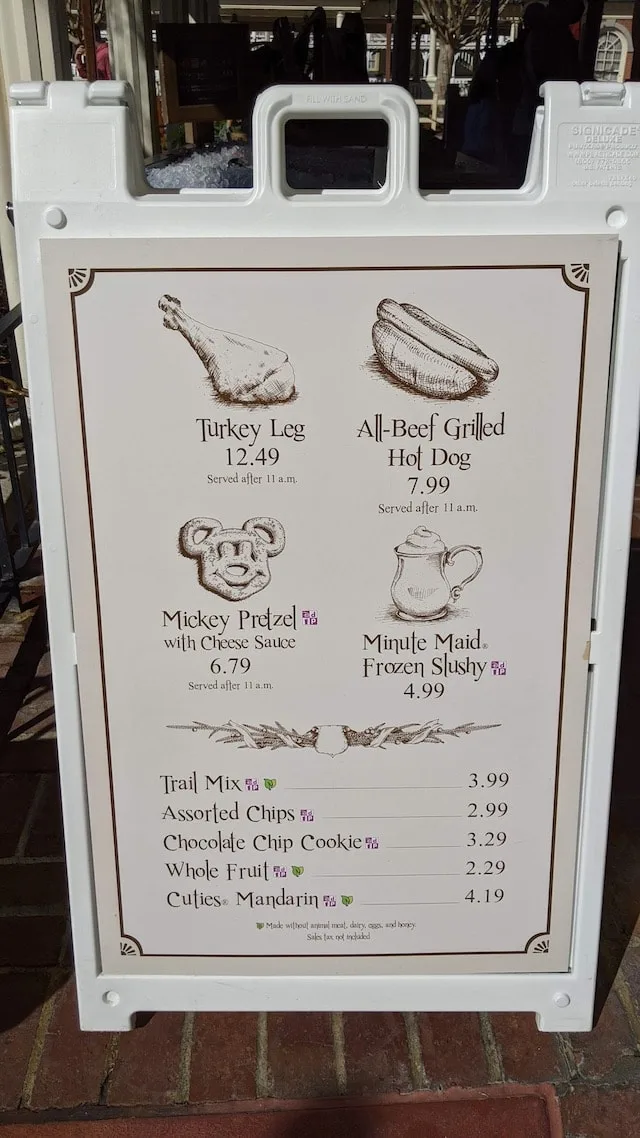 FILL WITH SAND
SIGNICADE
DELUXE
Turkey Leg
12.49
Served after 11 a.m.
All-Beef Grilled
Hot Dog
7.99
Served after 11 a.m.
Mickey Pretzel
with Cheese Sauce
6.79
Served after 11 a.m.
Minute Maid®
Frozen Slushy
4.99
Trail Mix 3.99
Assorted Chips 2.99
Chocolate Chip Cookie 3.29
Whole Fruit 2.29
Cuties® Mandarin 4.19
Made without animal meat, dairy, eggs, and honey.
Sales tax not included